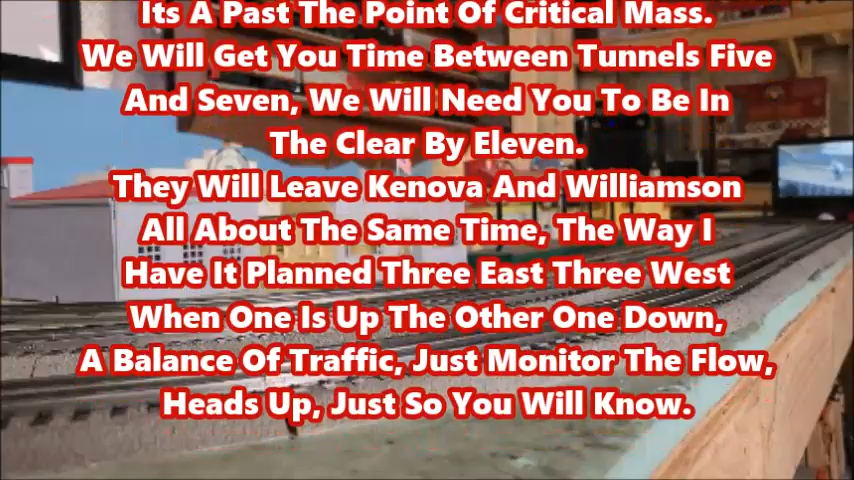 Its A Past The Point Of Critical Mass.
We Will Get You Time Between Tunnels Five
And Seven, We Will Need You To Be In
The Clear By Eleven.
They Will Leave Kenova And Williamson
All About The Same Time, The Way I
Have It Planned Three East Three West
When One Is Up The Other One Down,
A Balance Of Traffic, Just Monitor The Flow,
Heads Up, Just So You Will Know.